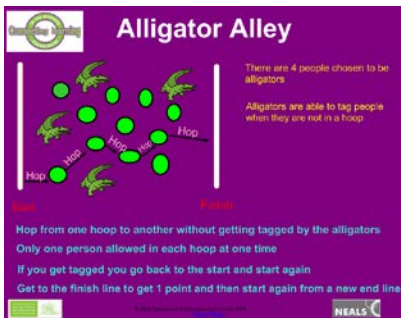 Connecting learning
Alligator Alley
There are 4 people chosen to be
alligators
Alligators are able to tag people
when they are not in a hoop
Hop
Hop
Hop
Hop
Hop
Start
Finish
Hop from one hoop to another without getting tagged by the alligators
Only one person allowed in each hoop at one time
If you get tagged you go back to the start and start again
Get to the finish line to get 1 point and then start again from a new end line
NEALS